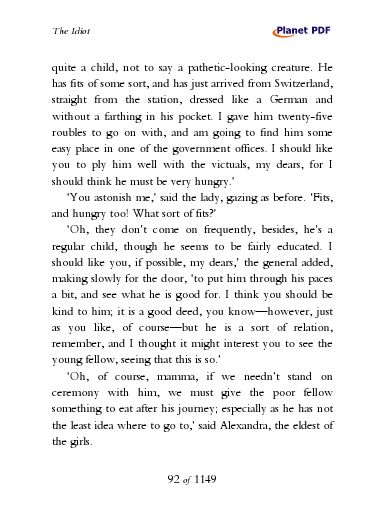 The Idiot
Planet PDF
quite a child, not to say a pathetic-looking creature. He
has fits of some sort, and has just arrived from Switzerland,
straight from the station, dressed like a German and
without a farthing in his pocket. I gave him twenty-five
roubles to go on with, and am going to find him some
easy place in one of the government offices. I should like
you to ply him well with the victuals, my dears, for I
should think he must be very hungry.’
‘You astonish me,’ said the lady, gazing as before. ‘Fits,
and hungry too! What sort of fits?’
‘Oh, they don’t come on frequently, besides, he’s a
regular child, though he seems to be fairly educated. I
should like you, if possible, my dears,’ the general added,
making slowly for the door, ‘to put him through his paces
a bit, and see what he is good for. I think you should be
kind to him; it is a good deed, you know—however, just
as you like, of course—but he is a sort of relation,
remember, and I thought it might interest you to see the
young fellow, seeing that this is so.’
‘Oh, of course, mamma, if we needn’t stand on
ceremony with him, we must give the poor fellow
something to eat after his journey; especially as he has not
the least idea where to go to,’ said Alexandra, the eldest of
the girls.
92 of 1149